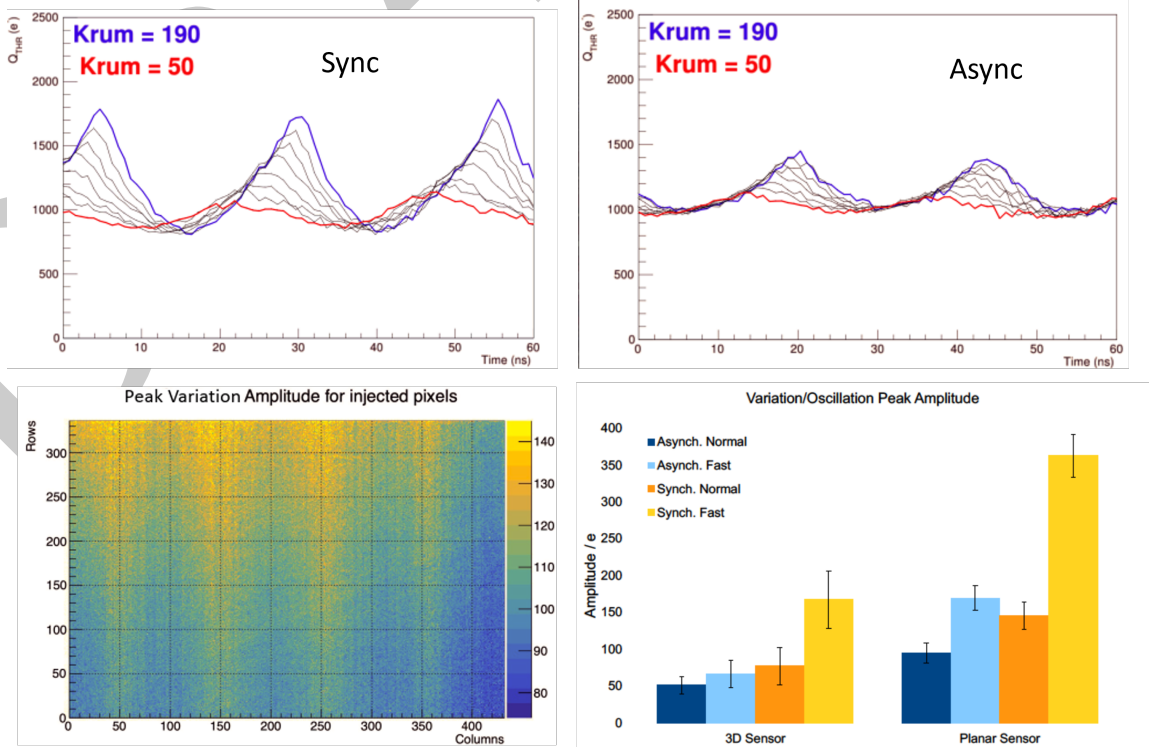 2500
2000
1500
1000
500
0
Q_THR (e⁻)
Krum = 190
Krum = 50
Sync
0 10 20 30 40 50 60
Time (ns)
2500
2000
1500
1000
500
0
Q_THR (e⁻)
Krum = 190
Krum = 50
Async
0 10 20 30 40 50 60
Time (ns)
Peak Variation Amplitude for injected pixels
Rows
300
250
200
150
100
50
0
0 50 100 150 200 250 300 350 400
Columns
140
130
120
110
100
90
80
Variation/Oscillation Peak Amplitude
Asynch. Normal
Asynch. Fast
Synch. Normal
Synch. Fast
Amplitude / e
400
350
300
250
200
150
100
50
0
3D Sensor
Planar Sensor